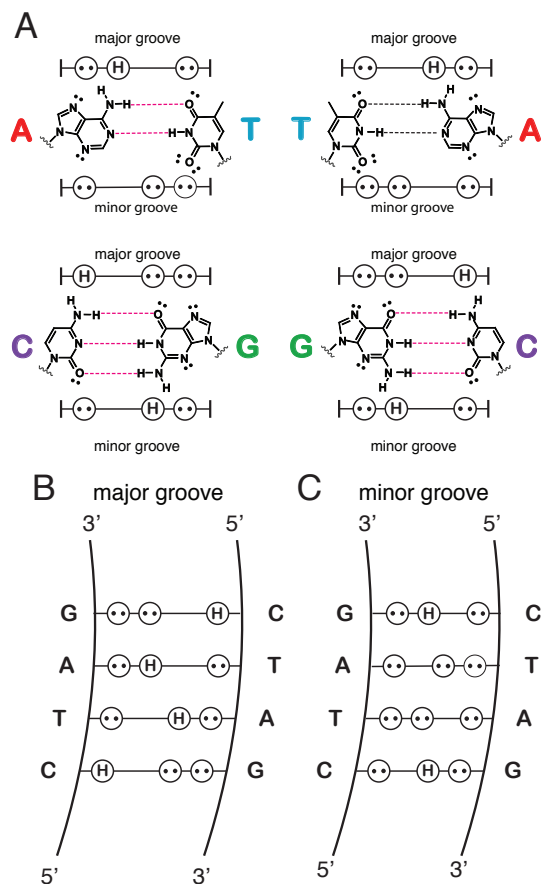 A
major groove major groove
H H
H N H O O H N H
N N N N
A T T A
N N H N N H N N
N N O O N N
minor groove minor groove
major groove major groove
H H
H N H O N N O H N H
C N H N G G N H N C
N O H N N N N H O N
H H
H H
minor groove minor groove
B C
major groove minor groove
3’ 5’ 3’ 5’
G H C G H C
A H T A T
T H A T A
C H G C H G
5’ 3’ 5’ 3’